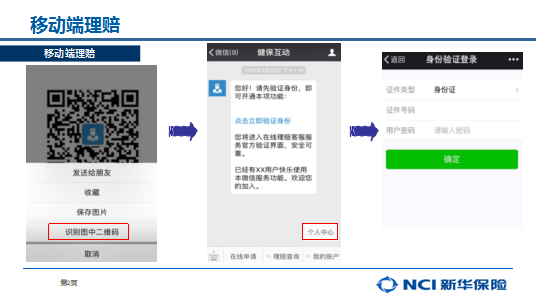 移动端理赔
移动端理赔
发送给朋友
收藏
保存图片
识别图中二维码
取消
微信(9)
健保互动
您好！请先验证身份，即
可开通本项功能：
点击立即验证身份
您将进入在线理赔客服服
务官方验证界面，安全可
靠。
已经有XX用户快乐使用
本微信服务功能。欢迎您
的加入。
个人中心
在线申请
理赔查询
我的账户
返回
身份验证登录
证件类型
身份证
证件号码
用户密码
请输入密码
确定
第2页
NCI 新华保险